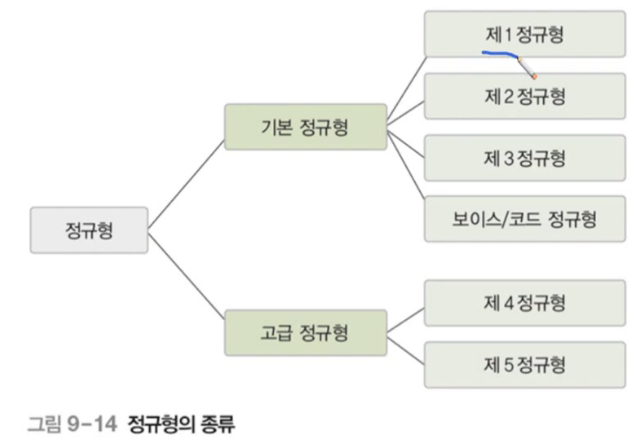 정규형
기본 정규형
제1정규형
제2정규형
제3정규형
보이스/코드 정규형
고급 정규형
제4정규형
제5정규형
그림 9-14 정규형의 종류